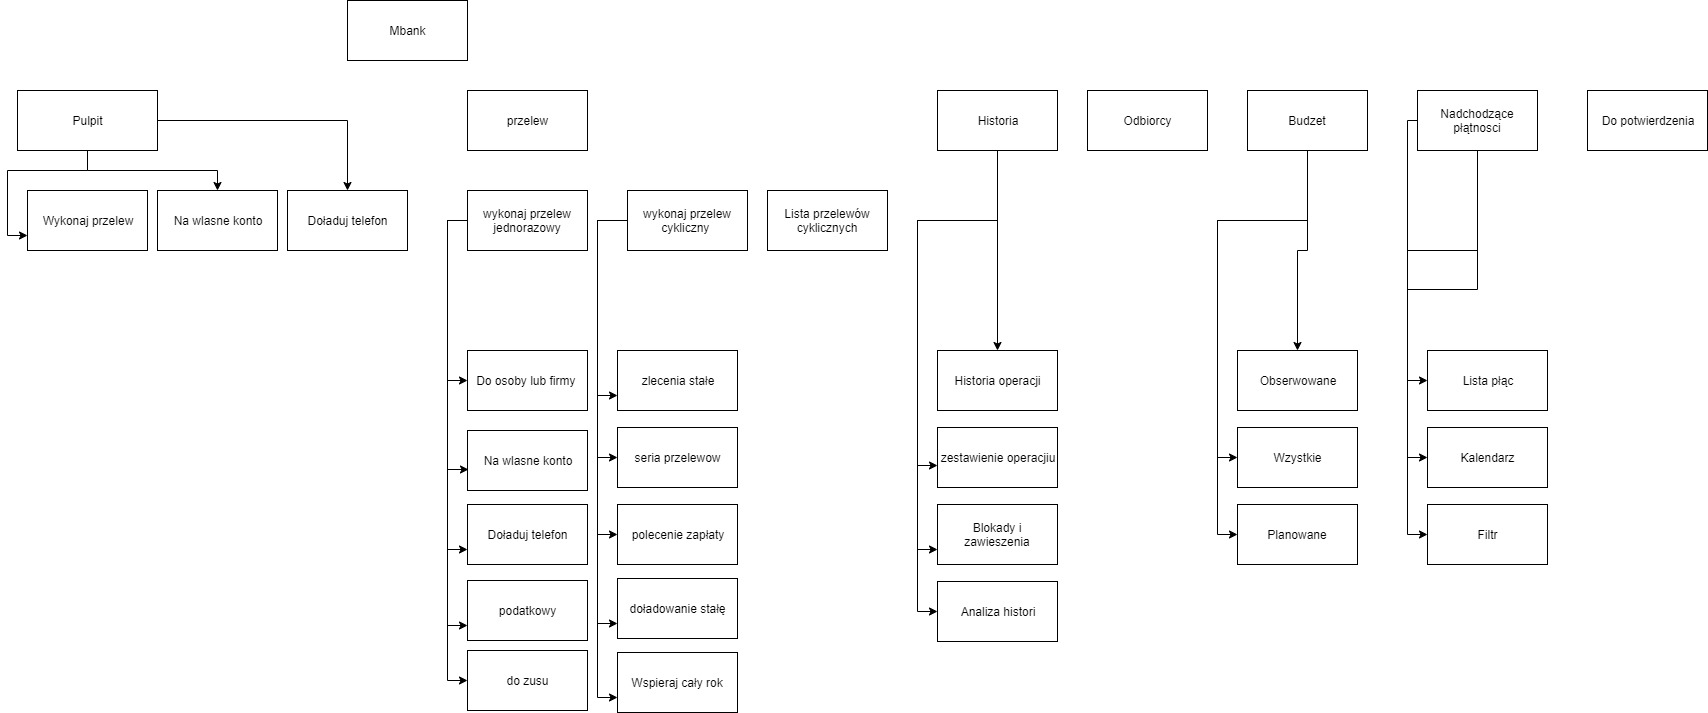 Mbank
Pulpit
przelew
Historia
Odbiorcy
Budzet
Nadchodzące
płątnosci
Do potwierdzenia
Wykonaj przelew
Na wlasne konto
Doładuj telefon
wykonaj przelew
jednorazowy
wykonaj przelew
cykliczny
Lista przelewów
cyklicznych
Do osoby lub firmy
zlecenia stałe
Historia operacji
Obserwowane
Lista płąc
Na wlasne konto
seria przelewow
zestawienie operacjiu
Wzystkie
Kalendarz
Doładuj telefon
polecenie zapłaty
Blokady i
zawieszenia
Planowane
Filtr
podatkowy
doładowanie stałę
Analiza histori
do zusu
Wspieraj cały rok